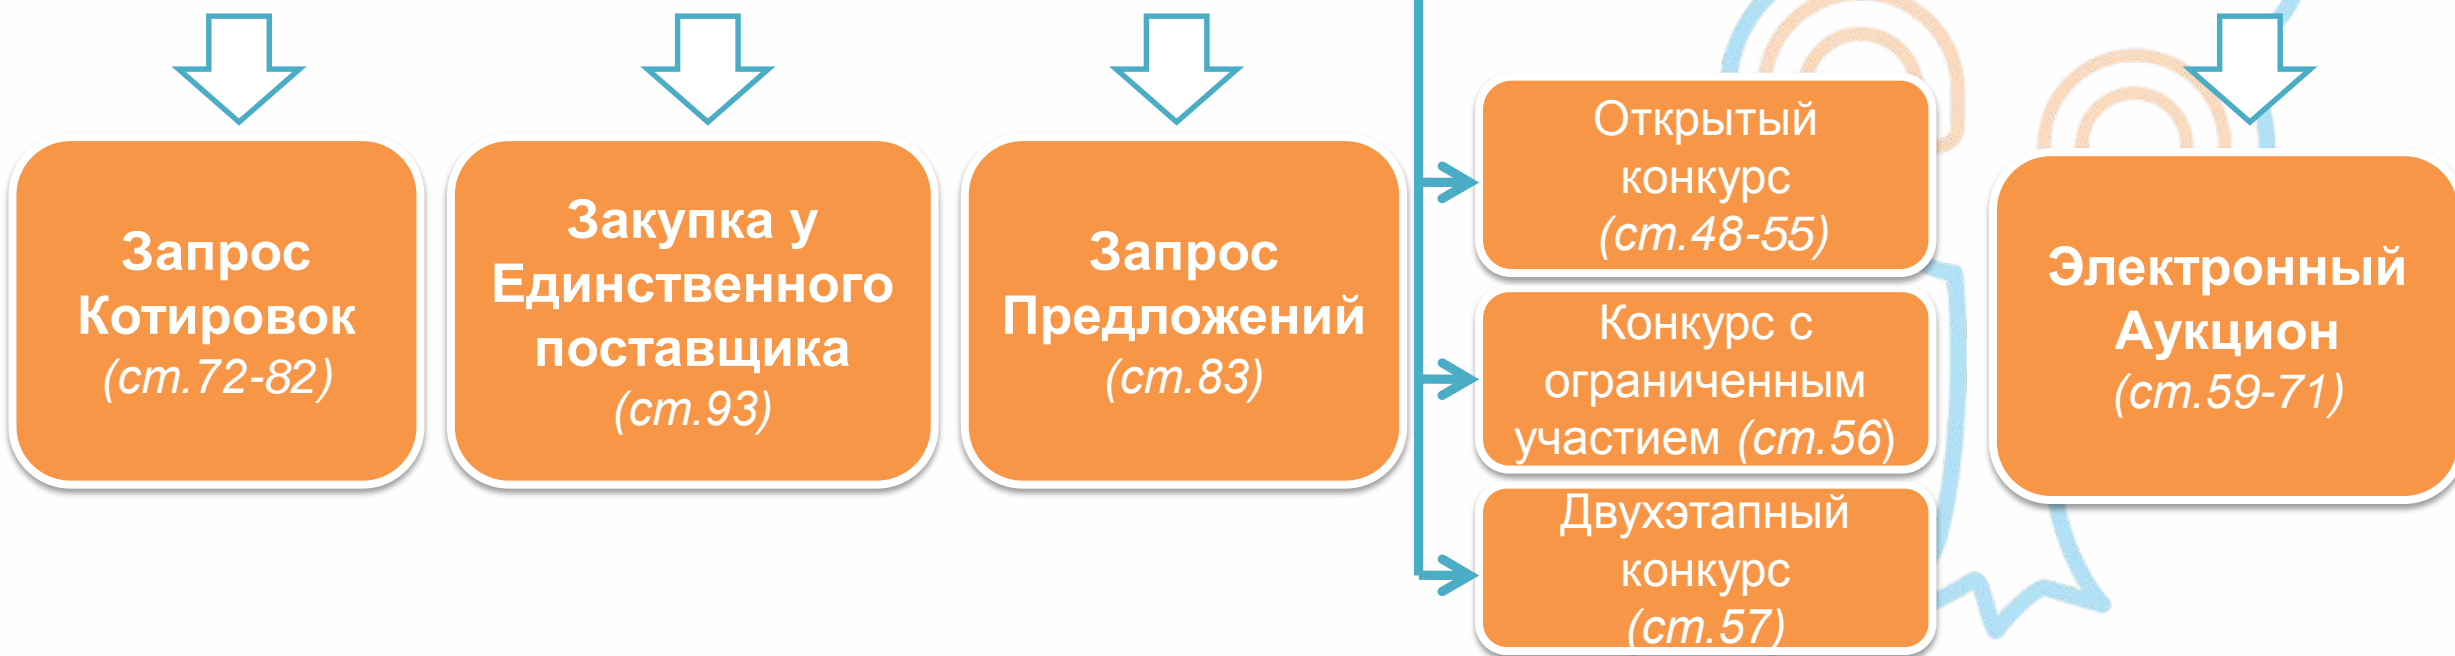 Запрос
Котировок
(ст.72-82)
Закупка у
Единственного
поставщика
(ст.93)
Запрос
Предложений
(ст.83)
Открытый
конкурс
(ст.48-55)
Конкурс с
ограниченным
участием (ст.56)
Двухэтапный
конкурс
(ст.57)
Электронный
Аукцион
(ст.59-71)